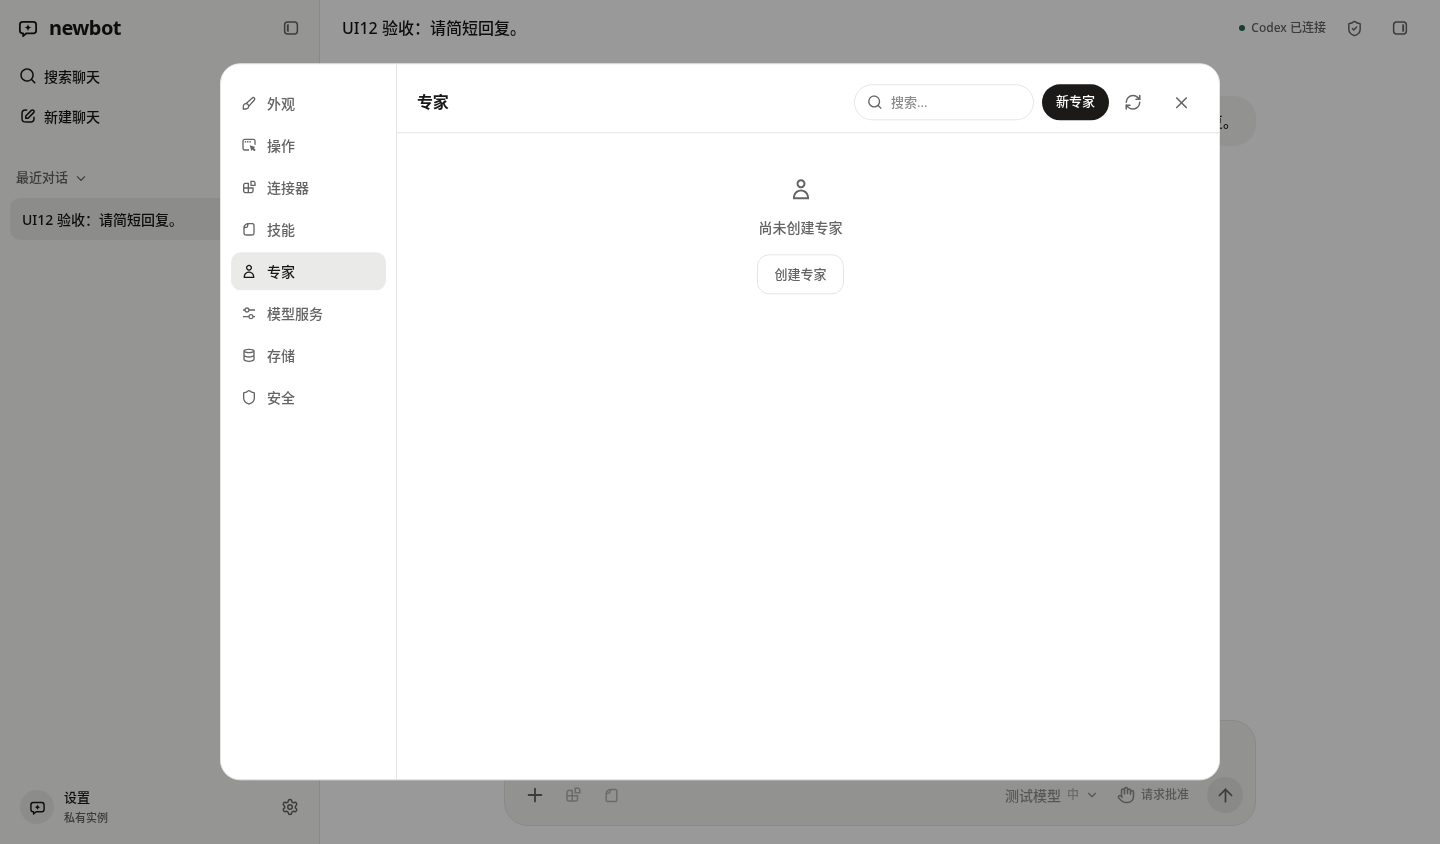 newbot
搜索聊天
新建聊天
最近对话
UI12 验收：请简短回复。
设置
私有实例
UI12 验收：请简短回复。
Codex 已连接
复。
外观
操作
连接器
技能
专家
模型服务
存储
安全
专家
搜索...
新专家
尚未创建专家
创建专家
测试模型 中
请求批准